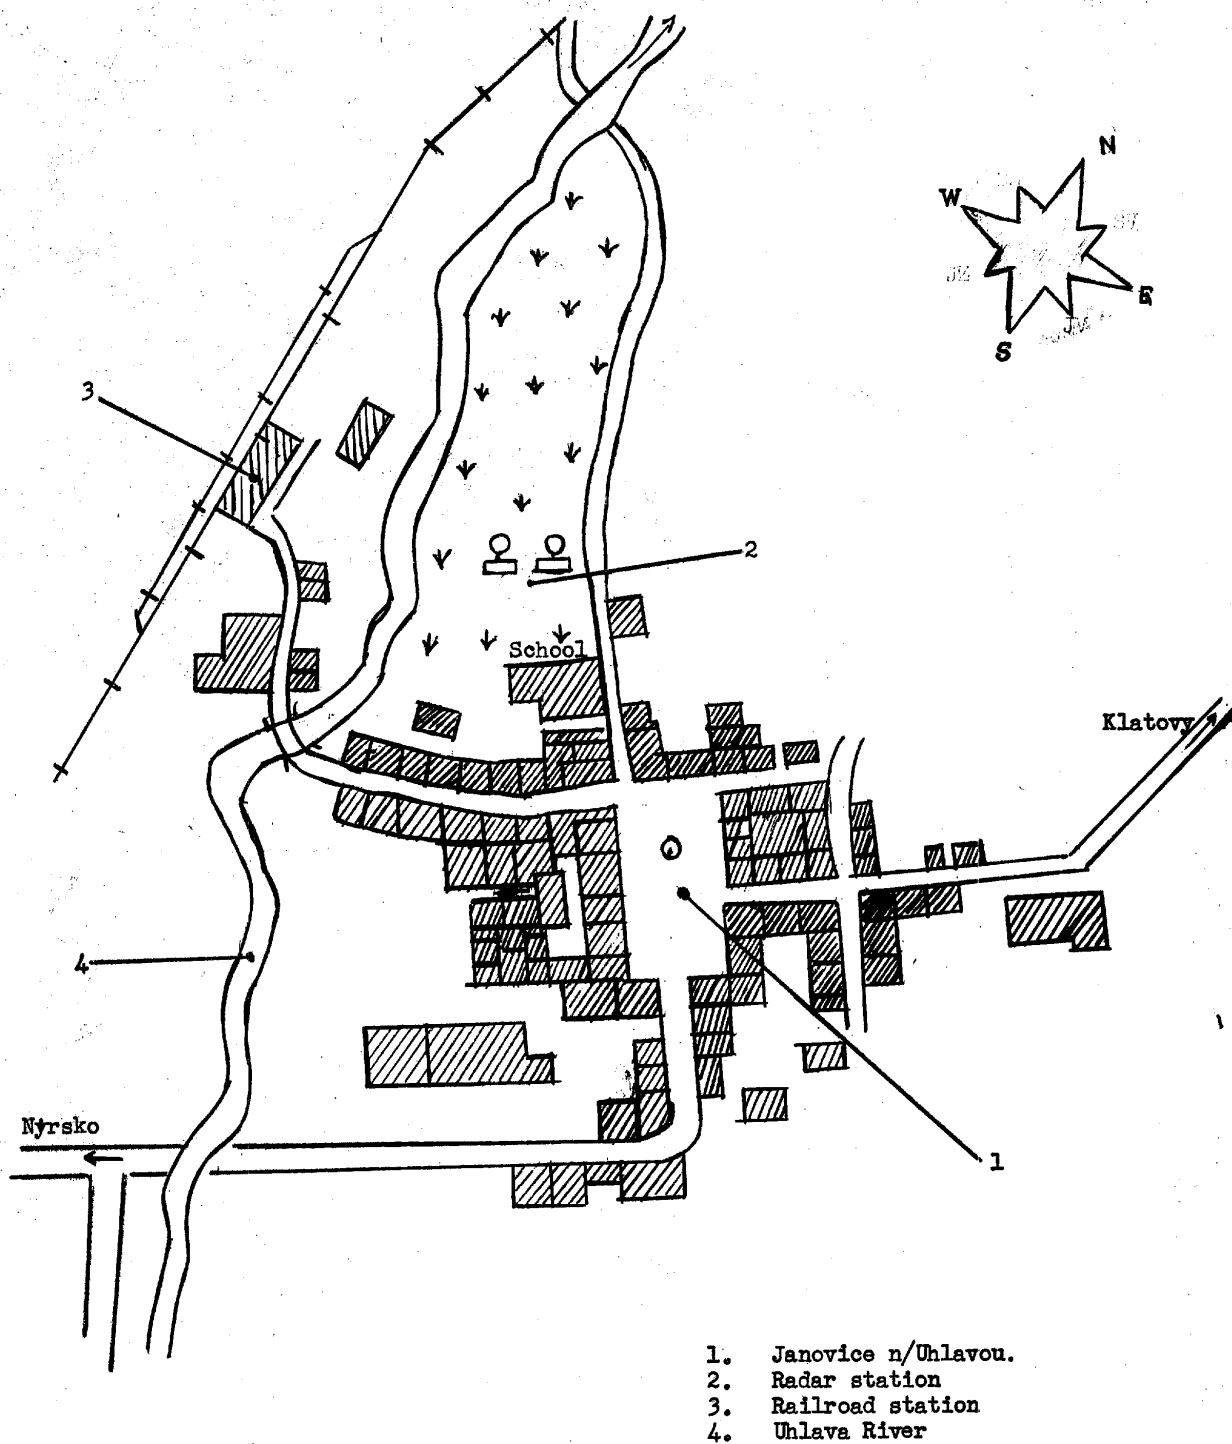 N
W
E
S
3
2
School
Klatovy
4
Nýrsko
1
1. Janovice n/Uhlavou.
2. Radar station
3. Railroad station
4. Uhlava River